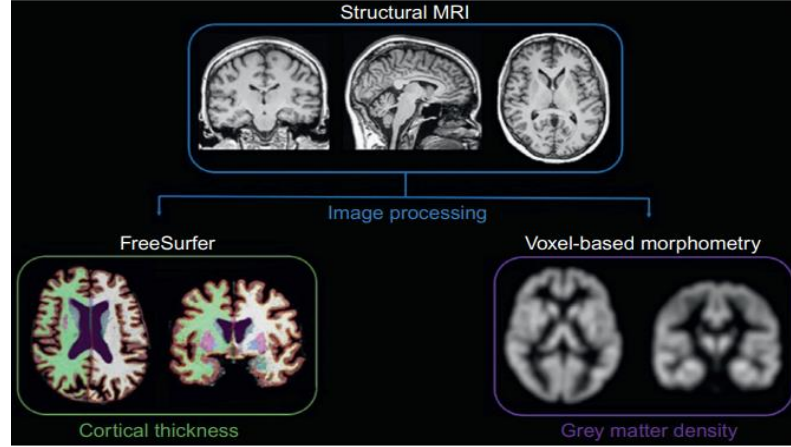 Structural MRI
Image processing
FreeSurfer
Voxel-based morphometry
Cortical thickness
Grey matter density